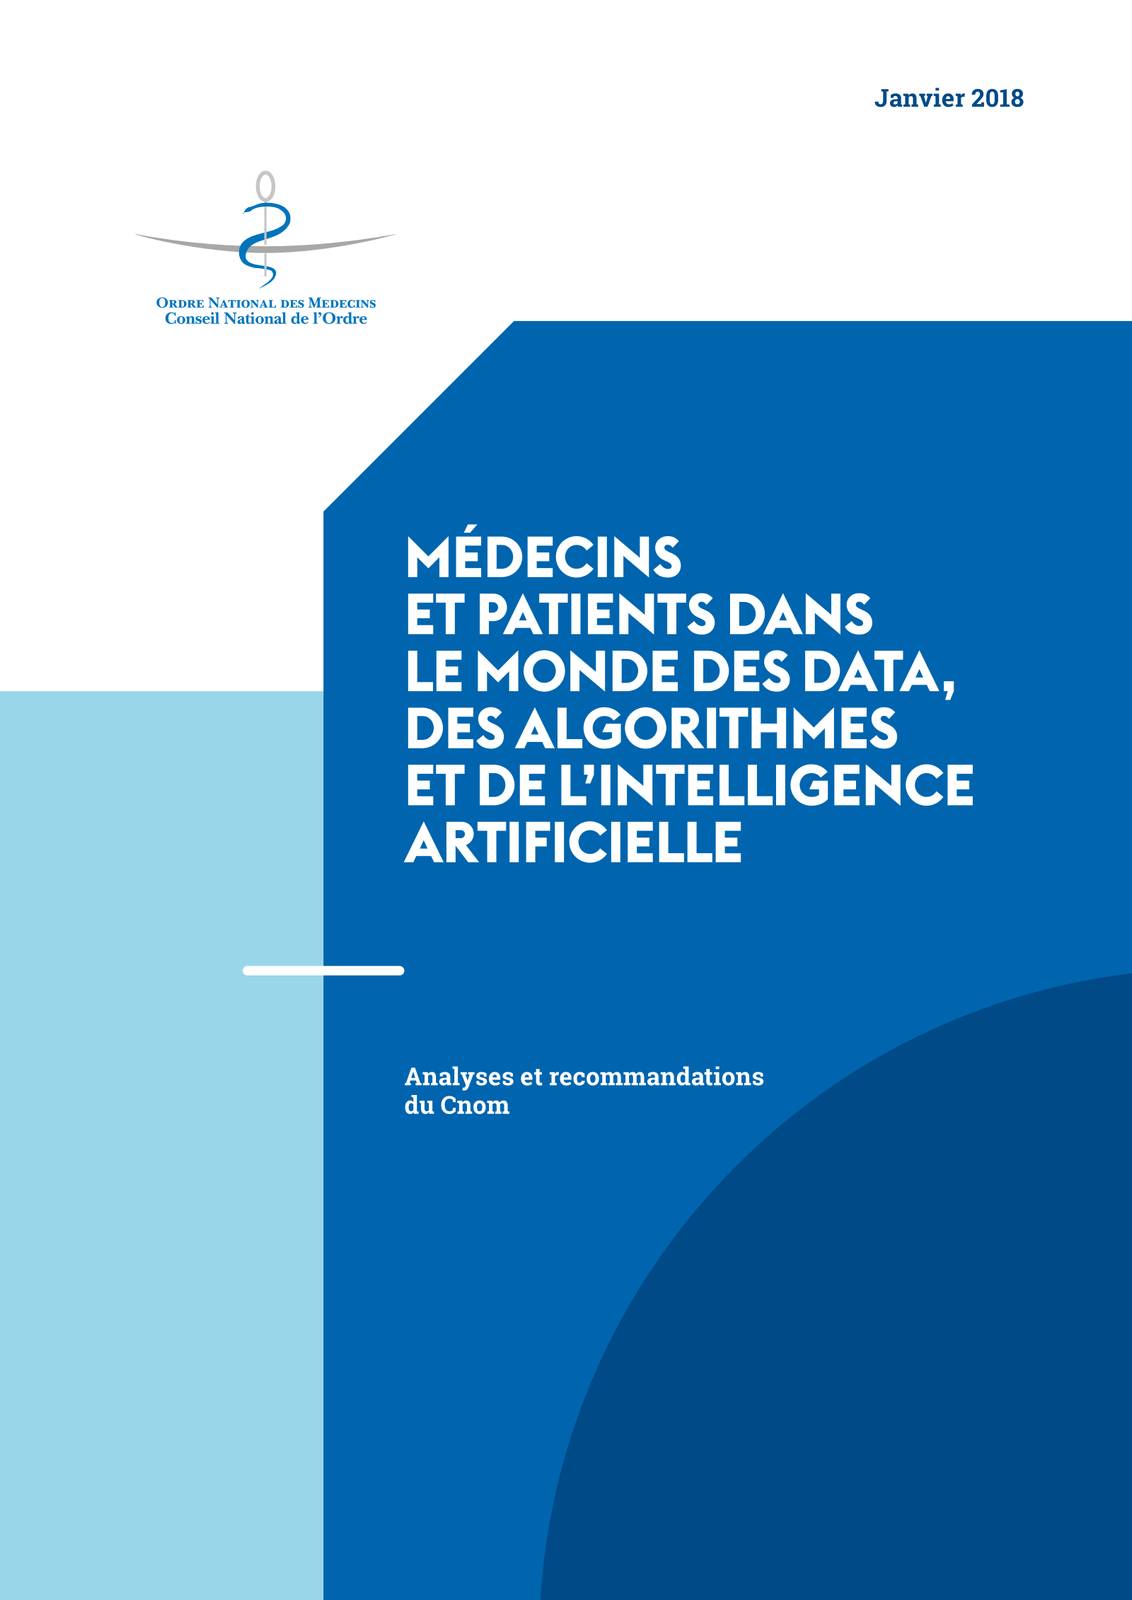 Janvier 2018
ORDRE NATIONAL DES MEDECINS
Conseil National de l'Ordre
MÉDECINS
ET PATIENTS DANS
LE MONDE DES DATA,
DES ALGORITHMES
ET DE L'INTELLIGENCE
ARTIFICIELLE
Analyses et recommandations
du Cnom